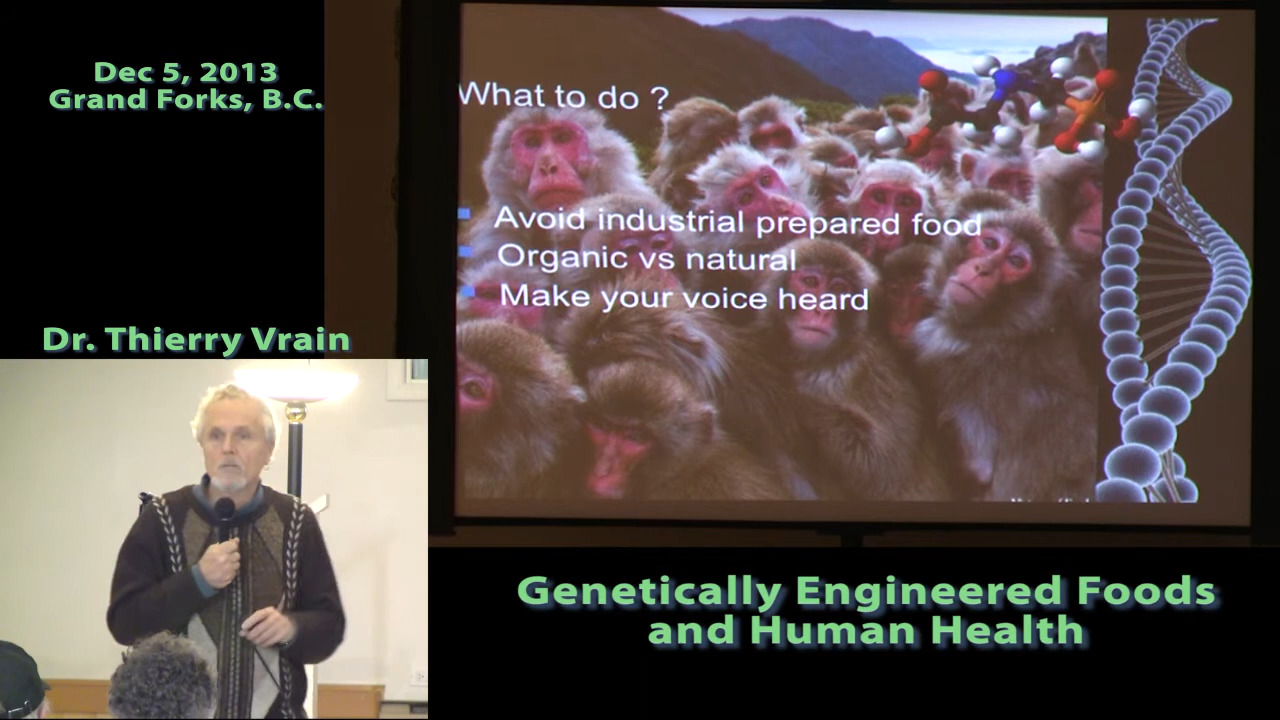 Dec 5, 2013
Grand Forks, B.C.
What to do ?
Avoid industrial prepared food
Organic vs natural
Make your voice heard
Dr. Thierry Vrain
Genetically Engineered Foods
and Human Health